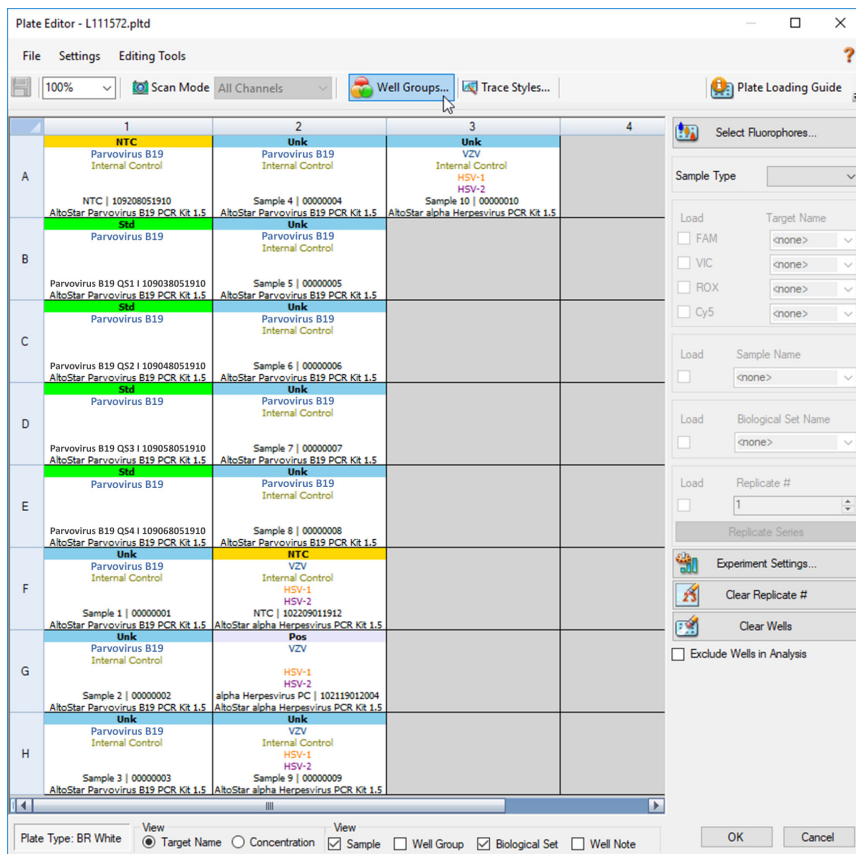 Plate Editor - L111572.pltd
File Settings Editing Tools ?
100% Scan Mode All Channels Well Groups... Trace Styles... Plate Loading Guide
1 2 3 4
A
NTC
Parvovirus B19
Internal Control
NTC | 109208051910
AltoStar Parvovirus B19 PCR Kit 1.5
Unk
Parvovirus B19
Internal Control
Sample 4 | 00000004
AltoStar Parvovirus B19 PCR Kit 1.5
Unk
VZV
Internal Control
HSV-1
HSV-2
Sample 10 | 00000010
AltoStar alpha Herpesvirus PCR Kit 1.5
B
Std
Parvovirus B19
Parvovirus B19 QS1 I 109038051910
AltoStar Parvovirus B19 PCR Kit 1.5
Unk
Parvovirus B19
Internal Control
Sample 5 | 00000005
AltoStar Parvovirus B19 PCR Kit 1.5
C
Std
Parvovirus B19
Parvovirus B19 QS2 I 109048051910
AltoStar Parvovirus B19 PCR Kit 1.5
Unk
Parvovirus B19
Internal Control
Sample 6 | 00000006
AltoStar Parvovirus B19 PCR Kit 1.5
D
Std
Parvovirus B19
Parvovirus B19 QS3 I 109058051910
AltoStar Parvovirus B19 PCR Kit 1.5
Unk
Parvovirus B19
Internal Control
Sample 7 | 00000007
AltoStar Parvovirus B19 PCR Kit 1.5
E
Std
Parvovirus B19
Parvovirus B19 QS4 I 109068051910
AltoStar Parvovirus B19 PCR Kit 1.5
Unk
Parvovirus B19
Internal Control
Sample 8 | 00000008
AltoStar Parvovirus B19 PCR Kit 1.5
F
Unk
Parvovirus B19
Internal Control
Sample 1 | 00000001
AltoStar Parvovirus B19 PCR Kit 1.5
NTC
VZV
Internal Control
HSV-1
HSV-2
NTC | 102209011912
AltoStar alpha Herpesvirus PCR Kit 1.5
G
Unk
Parvovirus B19
Internal Control
Sample 2 | 00000002
AltoStar Parvovirus B19 PCR Kit 1.5
Pos
VZV
HSV-1
HSV-2
alpha Herpesvirus PC | 102119012004
AltoStar alpha Herpesvirus PCR Kit 1.5
H
Unk
Parvovirus B19
Internal Control
Sample 3 | 00000003
AltoStar Parvovirus B19 PCR Kit 1.5
Unk
VZV
Internal Control
HSV-1
HSV-2
Sample 9 | 00000009
AltoStar alpha Herpesvirus PCR Kit 1.5
Select Fluorophores...
Sample Type
Load Target Name
FAM <none>
VIC <none>
ROX <none>
Cy5 <none>
Load Sample Name
<none>
Load Biological Set Name
<none>
Load Replicate #
1
Replicate Series
Experiment Settings...
Clear Replicate #
Clear Wells
Exclude Wells in Analysis
Plate Type: BR White
View
Target Name Concentration
View
Sample Well Group Biological Set Well Note
OK Cancel